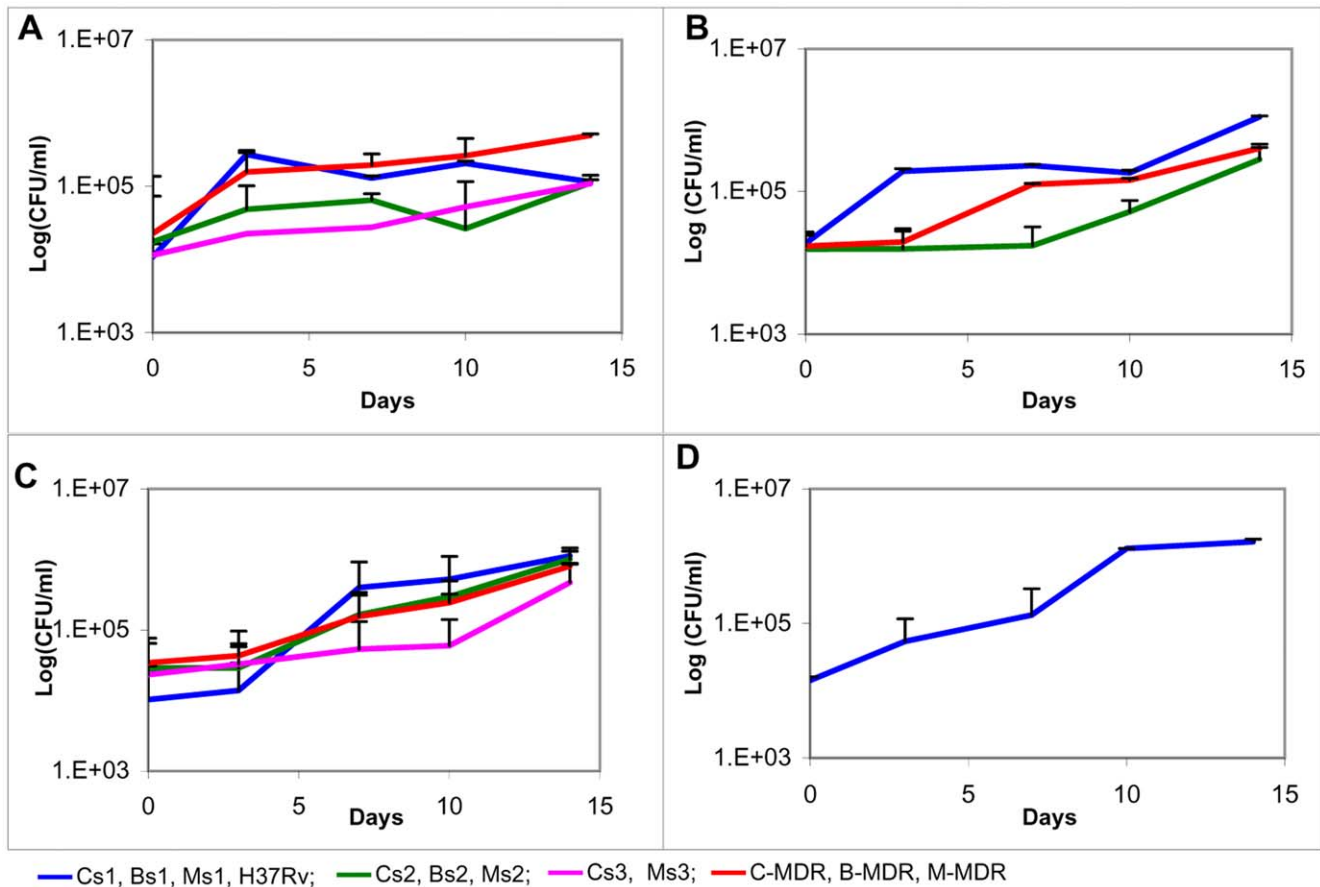 A
1.E+07
1.E+05
1.E+03
Log(CFU/ml)
0 5 10 15
Days
B
1.E+07
1.E+05
1.E+03
Log (CFU/ml)
0 5 10 15
Days
C
1.E+07
1.E+05
1.E+03
Log(CFU/ml)
0 5 10 15
Days
D
1.E+07
1.E+05
1.E+03
Log (CFU/ml)
0 5 10 15
Days
Cs1, Bs1, Ms1, H37Rv; Cs2, Bs2, Ms2; Cs3, Ms3; C-MDR, B-MDR, M-MDR